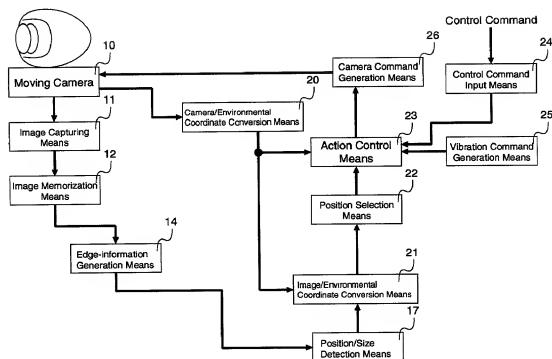 Control Command
26
24
10
Camera Command
Generation Means
Control Command
Input Means
Moving Camera
20
11
23
25
Camera/Environmental
Coordinate Conversion Means
Image Capturing
Means
Action Control
Means
Vibration Command
Generation Means
12
22
Image Memorization
Means
Position Selection
Means
14
21
Edge-information
Generation Means
Image/Environmental
Coordinate Conversion Means
17
Position/Size
Detection Means